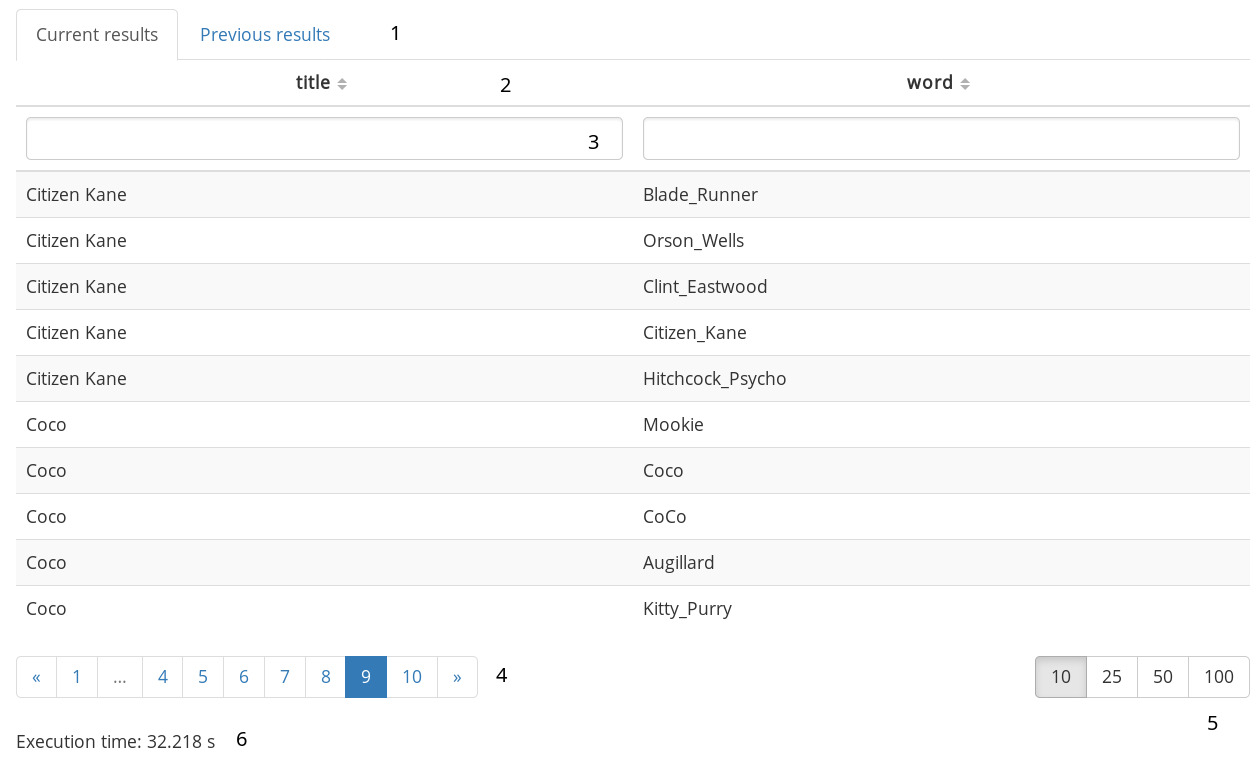 Current results Previous results 1
title 2 word
3
Citizen Kane Blade_Runner
Citizen Kane Orson_Wells
Citizen Kane Clint_Eastwood
Citizen Kane Citizen_Kane
Citizen Kane Hitchcock_Psycho
Coco Mookie
Coco Coco
Coco CoCo
Coco Augillard
Coco Kitty_Purry
« 1 ... 4 5 6 7 8 9 10 » 4 10 25 50 100
5
Execution time: 32.218 s 6